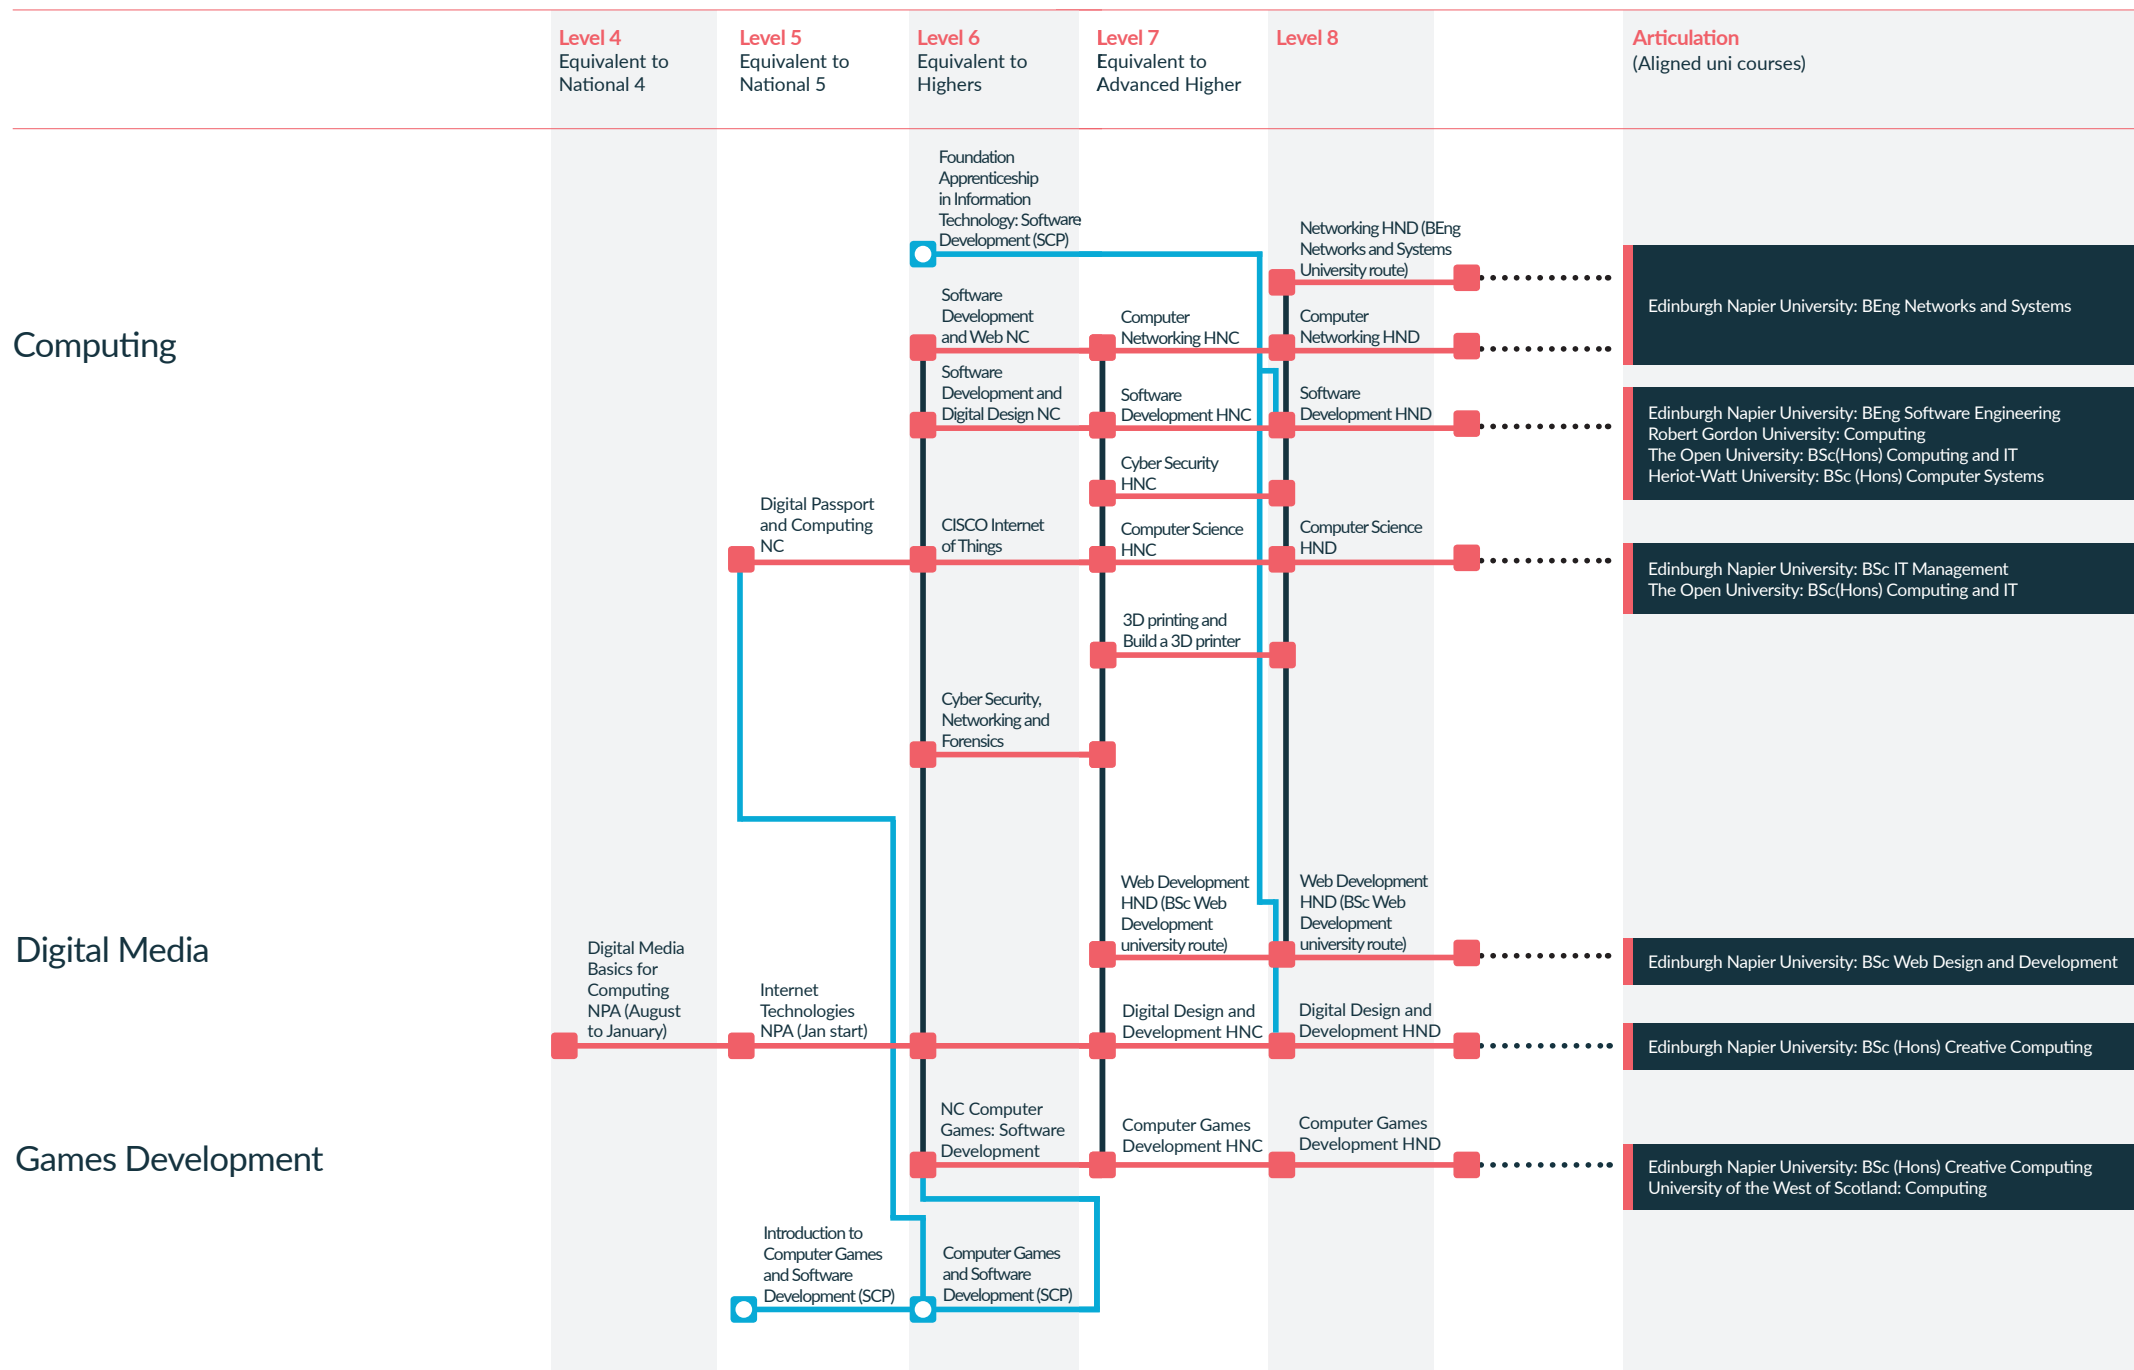 Level 4
Equivalent to
National 4
Level 5
Equivalent to
National 5
Level 6
Equivalent to
Highers
Level 7
Equivalent to
Advanced Higher
Level 8
Articulation
(Aligned uni courses)
Computing
Foundation
Apprenticeship
in Information
Technology: Software
Development (SCP)
Networking HND (BEng
Networks and Systems
University route)
Edinburgh Napier University: BEng Networks and Systems
Software
Development
and Web NC
Computer
Networking HNC
Computer
Networking HND
Software
Development and
Digital Design NC
Software
Development HNC
Software
Development HND
Edinburgh Napier University: BEng Software Engineering
Robert Gordon University: Computing
The Open University: BSc(Hons) Computing and IT
Heriot-Watt University: BSc (Hons) Computer Systems
Cyber Security
HNC
Digital Passport
and Computing
NC
CISCO Internet
of Things
Computer Science
HNC
Computer Science
HND
Edinburgh Napier University: BSc IT Management
The Open University: BSc(Hons) Computing and IT
3D printing and
Build a 3D printer
Cyber Security,
Networking and
Forensics
Digital Media
Web Development
HND (BSc Web
Development
university route)
Web Development
HND (BSc Web
Development
university route)
Edinburgh Napier University: BSc Web Design and Development
Digital Media
Basics for
Computing
NPA (August
to January)
Internet
Technologies
NPA (Jan start)
Digital Design and
Development HNC
Digital Design and
Development HND
Edinburgh Napier University: BSc (Hons) Creative Computing
Games Development
NC Computer
Games: Software
Development
Computer Games
Development HNC
Computer Games
Development HND
Edinburgh Napier University: BSc (Hons) Creative Computing
University of the West of Scotland: Computing
Introduction to
Computer Games
and Software
Development (SCP)
Computer Games
and Software
Development (SCP)